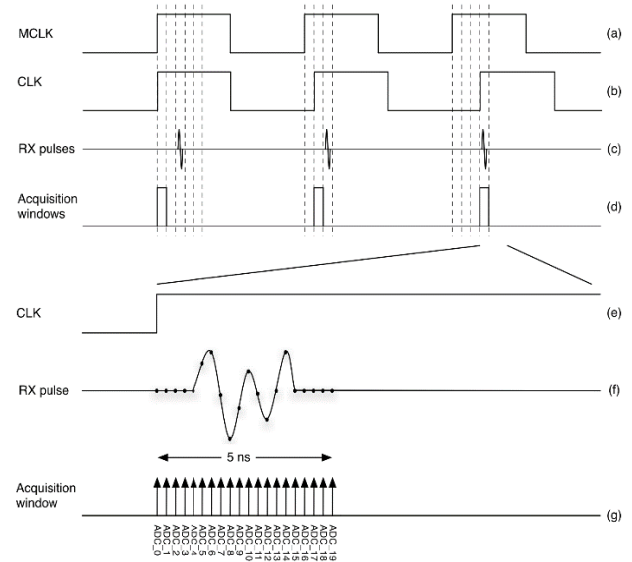 MCLK
(a)
CLK
(b)
RX pulses
(c)
Acquisition
windows
(d)
CLK
(e)
RX pulse
(f)
5 ns
Acquisition
window
(g)
ADC_0
ADC_1
ADC_2
ADC_3
ADC_4
ADC_5
ADC_6
ADC_7
ADC_8
ADC_9
ADC_10
ADC_11
ADC_12
ADC_13
ADC_14
ADC_15
ADC_16
ADC_17
ADC_18
ADC_19